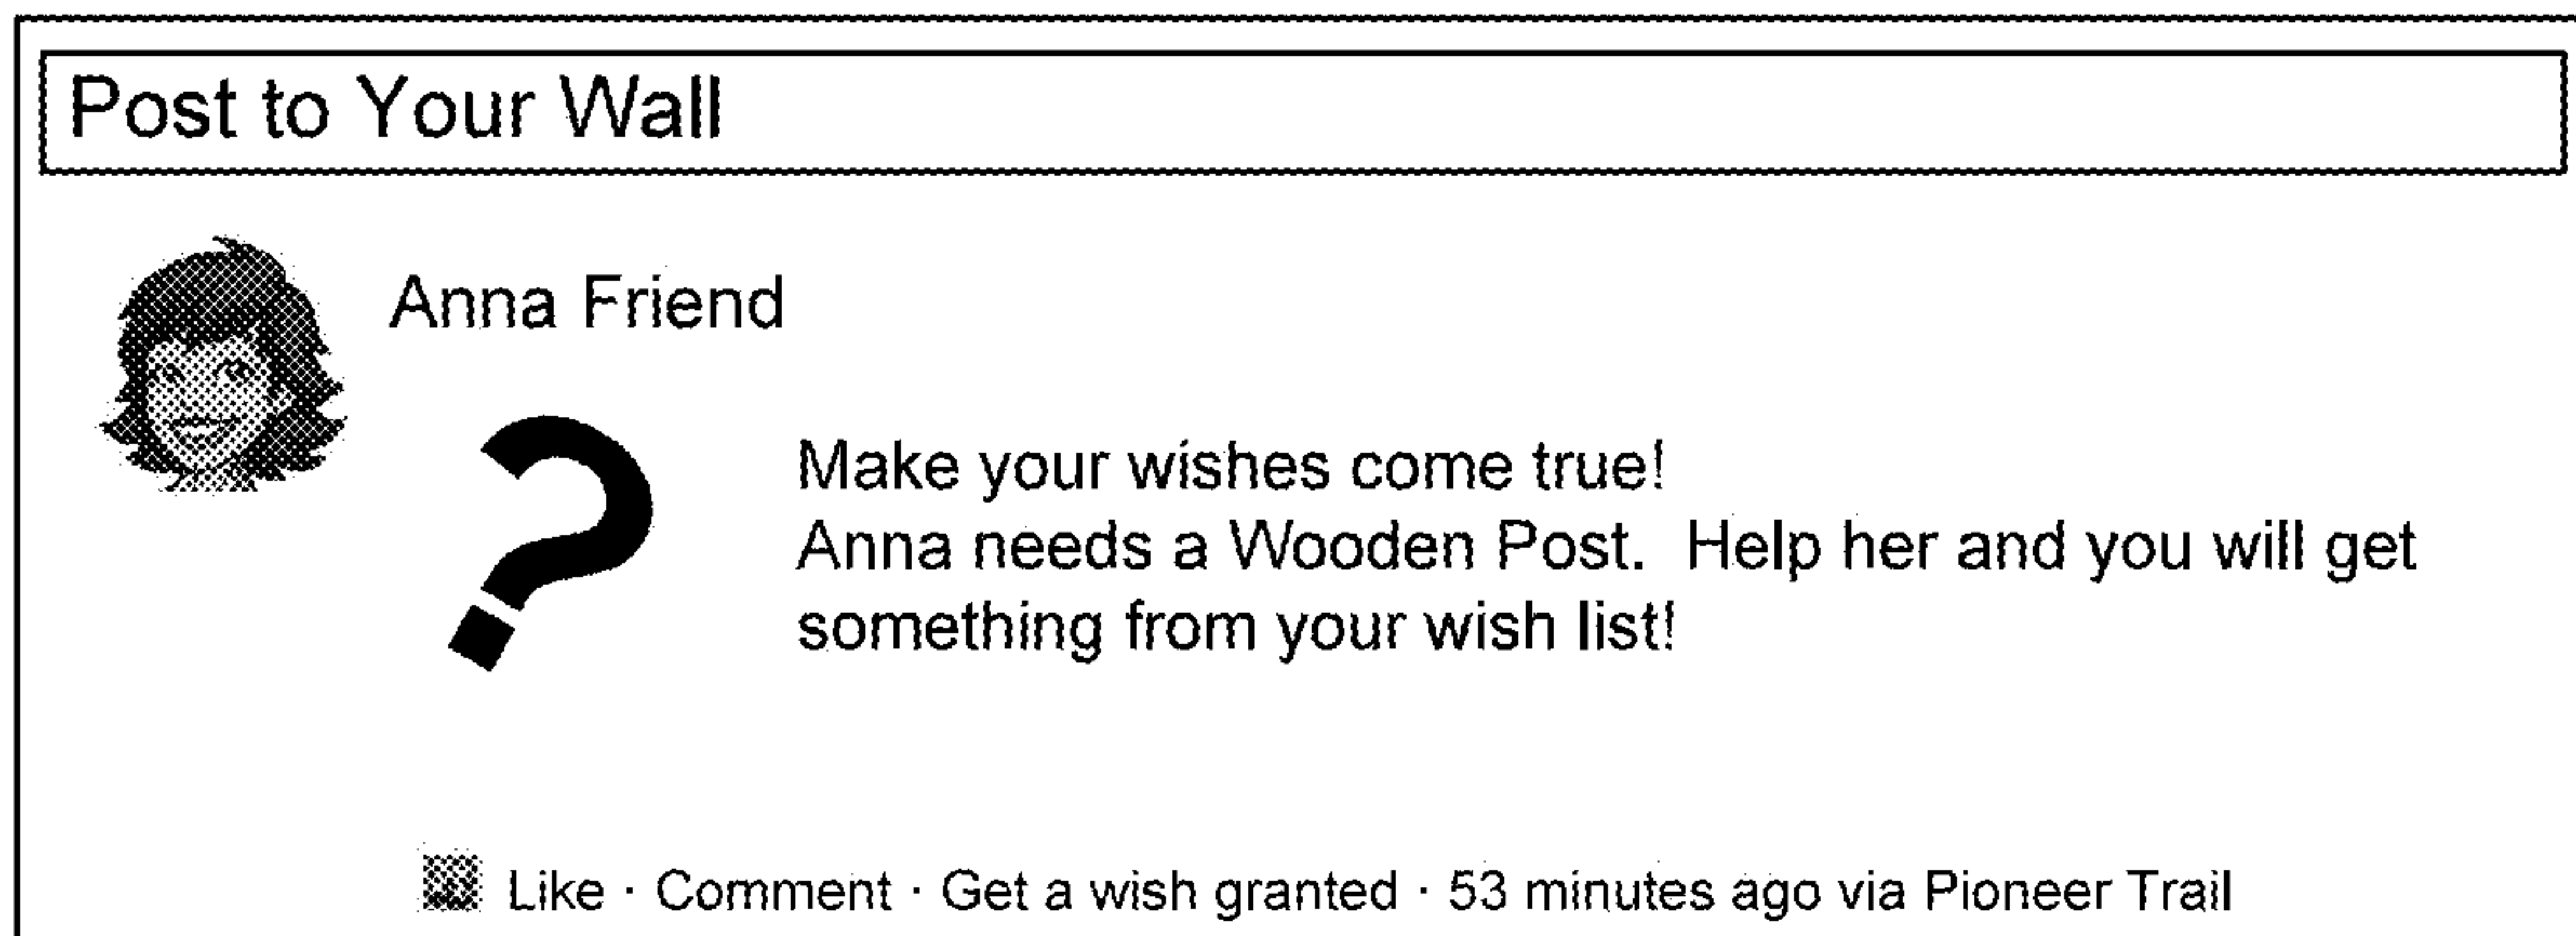 Post to Your Wall
Anna Friend
?
Make your wishes come true!
Anna needs a Wooden Post.  Help her and you will get
something from your wish list!
Like · Comment · Get a wish granted · 53 minutes ago via Pioneer Trail